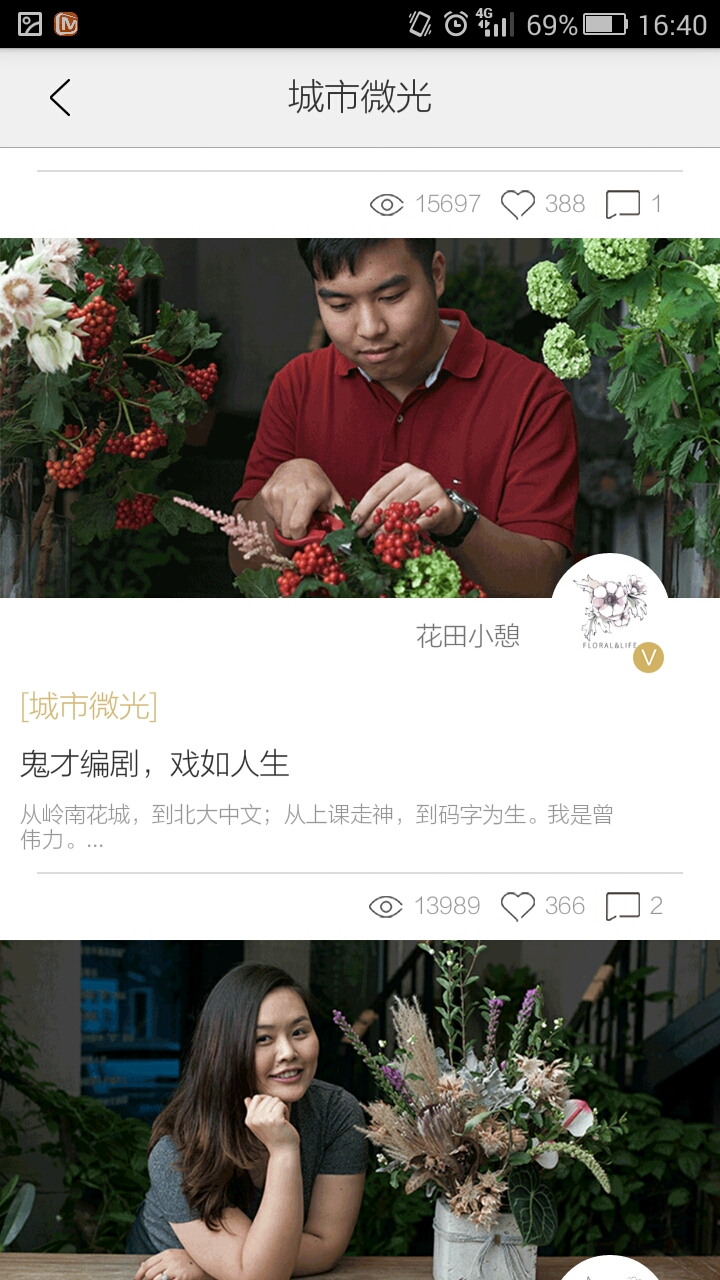 4G
69%
16:40
城市微光
15697
388
1
花田小憩
FLORAL&LIFE
V
[城市微光]
鬼才编剧，戏如人生
从岭南花城，到北大中文；从上课走神，到码字为生。我是曾
伟力。...
13989
366
2